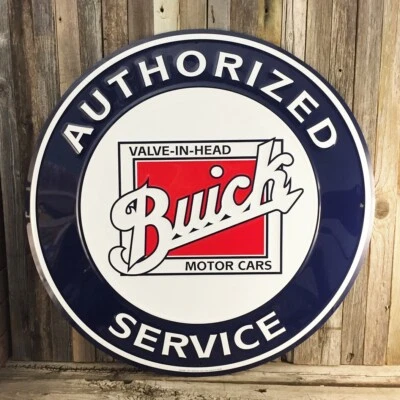 AUTHORIZED
VALVE-IN-HEAD
Buick
MOTOR CARS
SERVICE